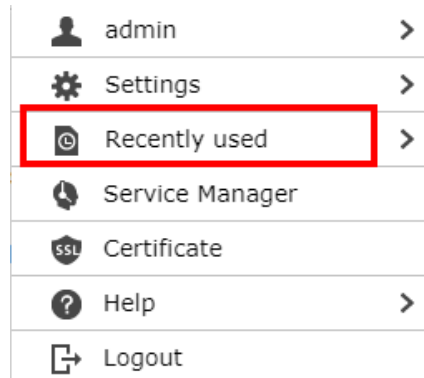 admin
Settings
Recently used
Service Manager
SSL Certificate
Help
Logout